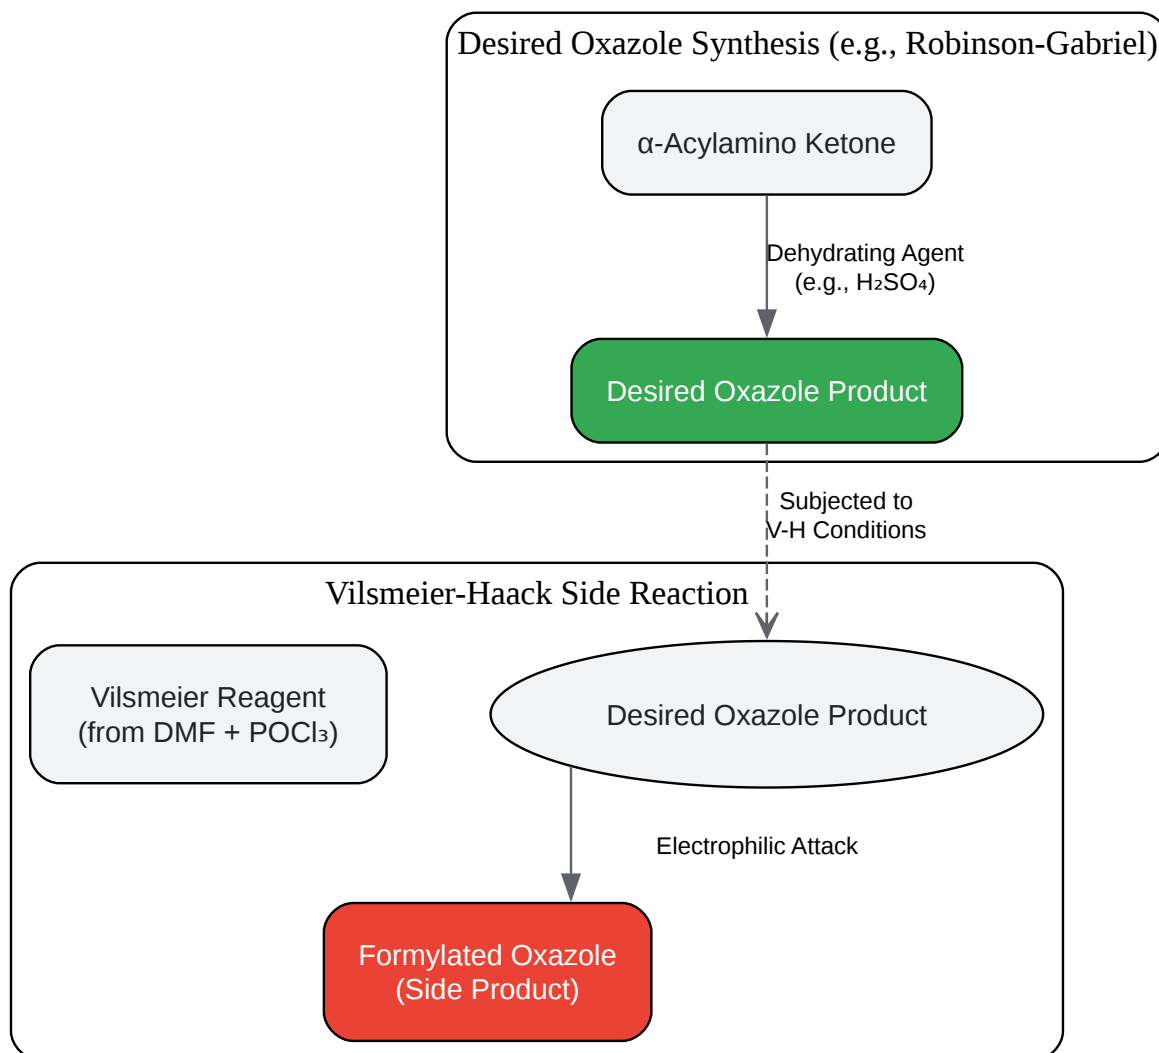 Desired Oxazole Synthesis (e.g., Robinson-Gabriel)
α-Acylamino Ketone
Dehydrating Agent
(e.g., H₂SO₄)
Desired Oxazole Product
Subjected to
V-H Conditions
Vilsmeier-Haack Side Reaction
Vilsmeier Reagent
(from DMF + POCl₃)
Desired Oxazole Product
Electrophilic Attack
Formylated Oxazole
(Side Product)